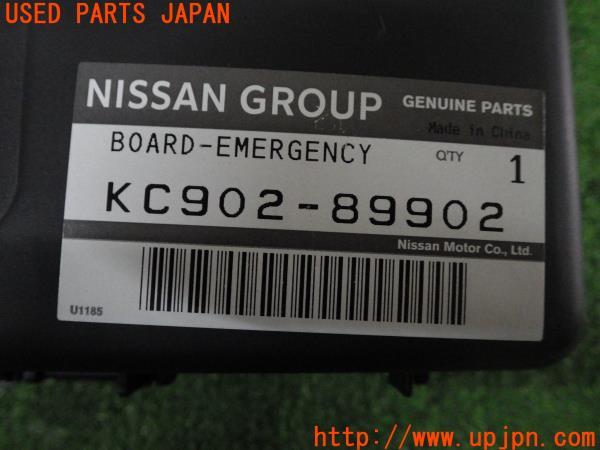 USED PARTS JAPAN
NISSAN GROUP GENUINE PARTS
Made in China
BOARD-EMERGENCY Q'TY 1
KC902-89902
Nissan Motor Co., Ltd.
U1185
http://www.upjpn.com